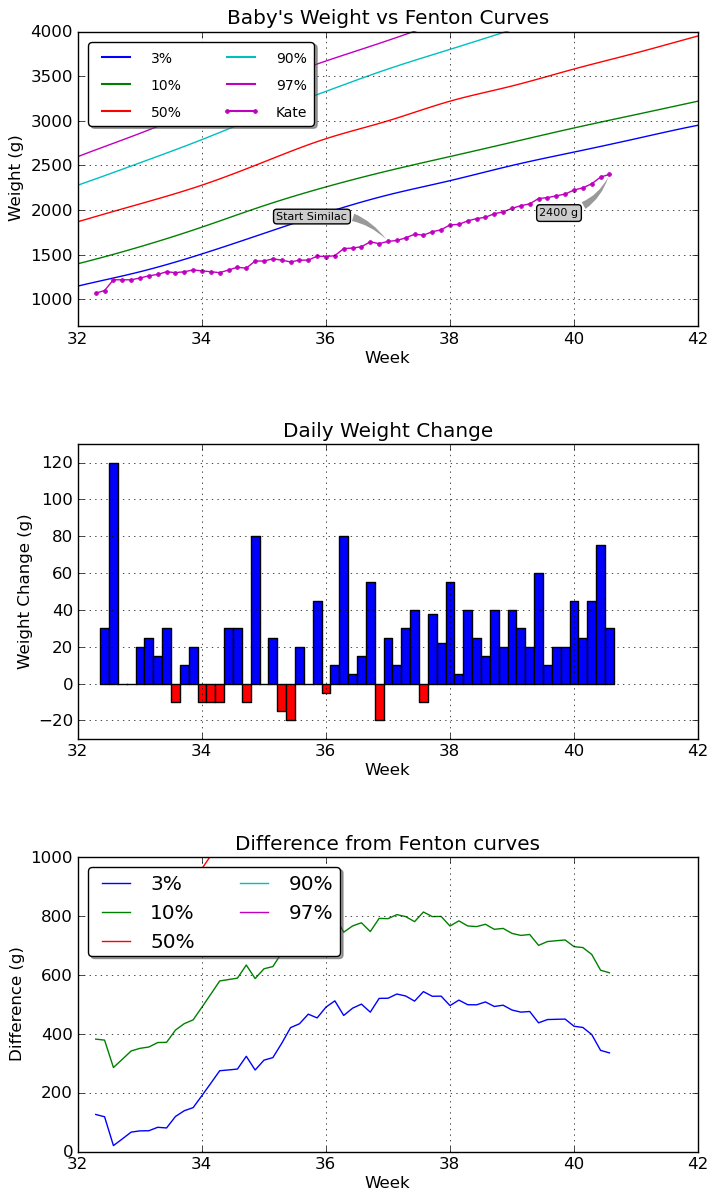 Baby's Weight vs Fenton Curves
Weight (g)
4000
3500
3000
2500
2000
1500
1000
3% 90%
10% 97%
50% Kate
Start Similac
2400 g
32 34 36 38 40 42
Week
Daily Weight Change
Weight Change (g)
120
100
80
60
40
20
0
−20
32 34 36 38 40 42
Week
Difference from Fenton curves
Difference (g)
1000
800
600
400
200
0
3% 90%
10% 97%
50%
32 34 36 38 40 42
Week